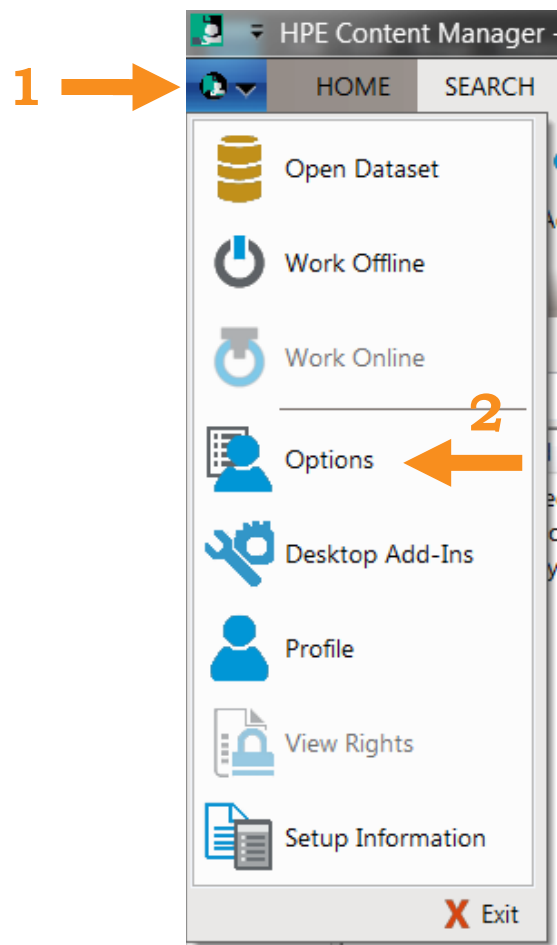 HPE Content Manager -
1
HOME SEARCH
Open Dataset
Work Offline
Work Online
2
Options
Desktop Add-Ins
Profile
View Rights
Setup Information
X Exit